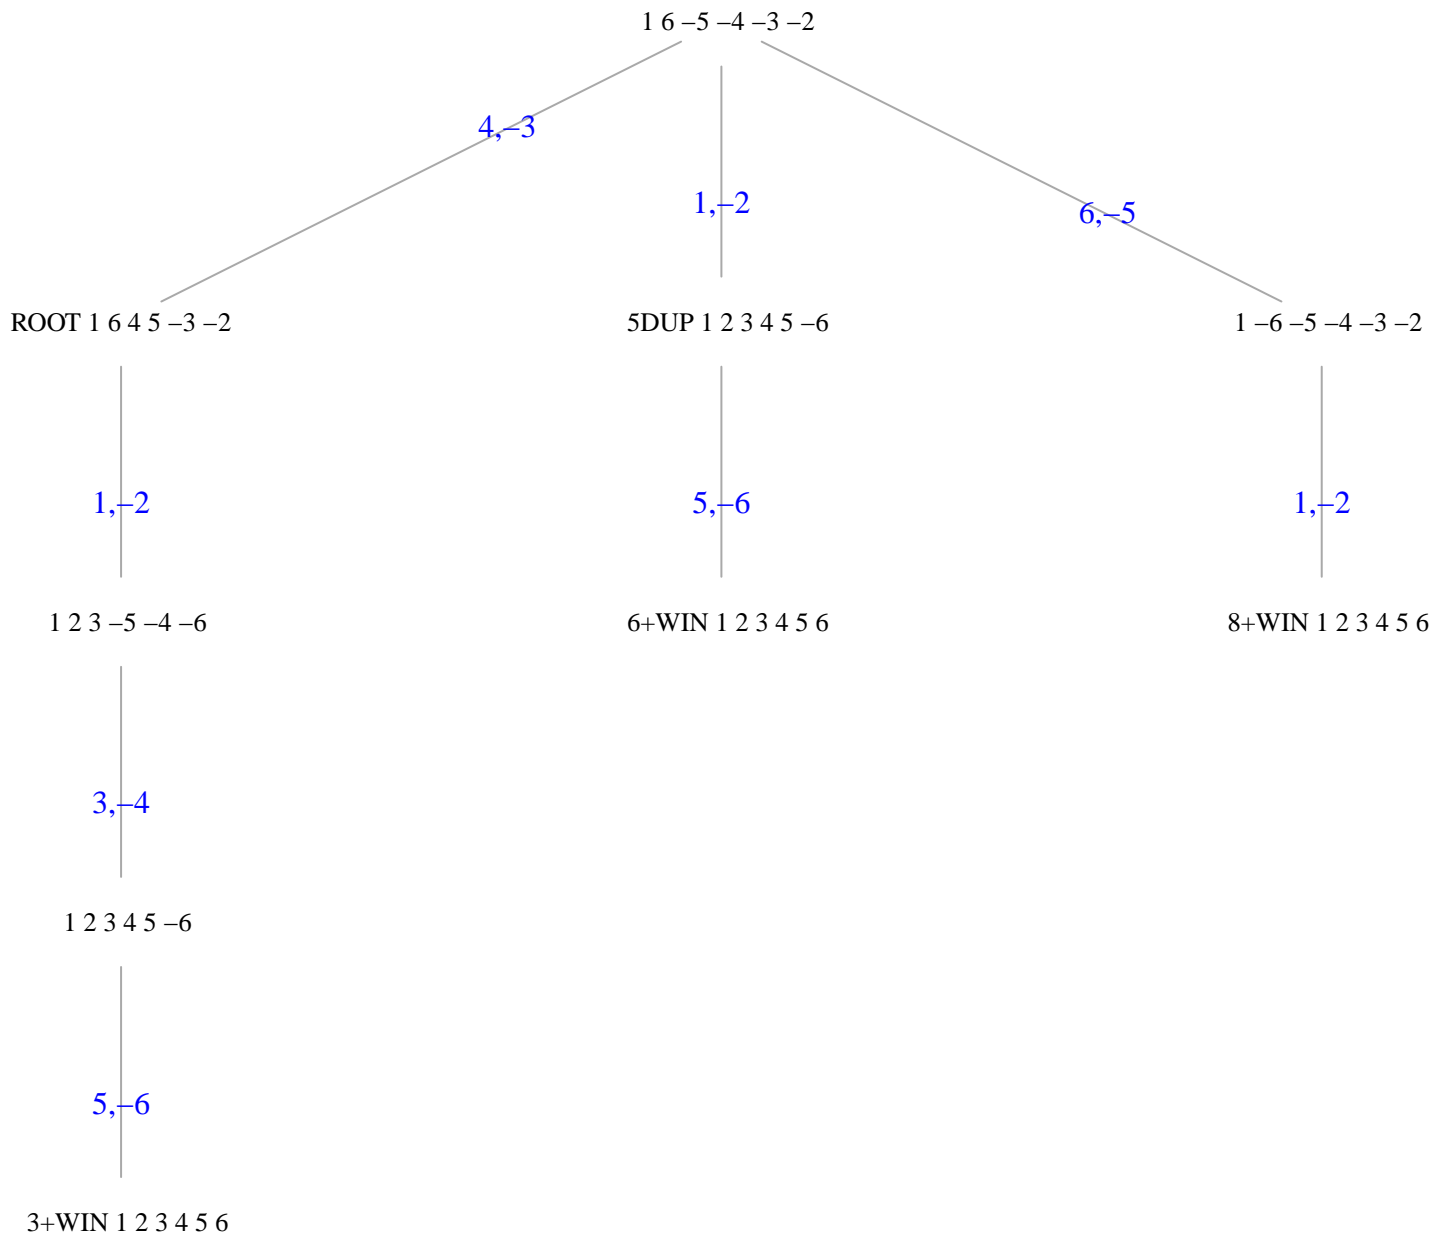 1 6 –5 –4 –3 –2
4,–3
1,–2
6,–5
ROOT 1 6 4 5 –3 –2
5DUP 1 2 3 4 5 –6
1 –6 –5 –4 –3 –2
1,–2
5,–6
1,–2
1 2 3 –5 –4 –6
6+WIN 1 2 3 4 5 6
8+WIN 1 2 3 4 5 6
3,–4
1 2 3 4 5 –6
5,–6
3+WIN 1 2 3 4 5 6